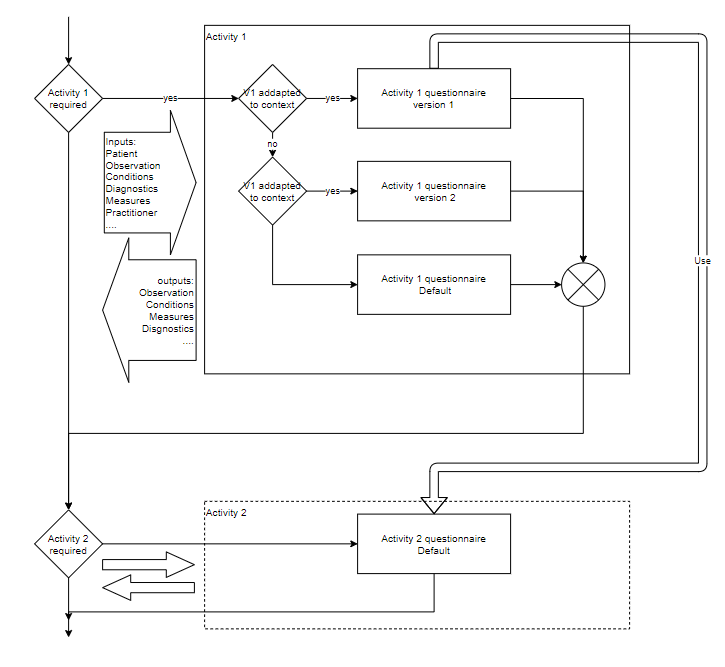 Activity 1
Activity 1
required
yes
V1 addapted
to context
yes
Activity 1 questionnaire
version 1
no
Inputs:
Patient
Observation
Conditions
Diagnostics
Measures
Practitioner
....
V1 addapted
to context
yes
Activity 1 questionnaire
version 2
Use
outputs:
Observation
Conditions
Measures
Disgnostics
....
Activity 1 questionnaire
Default
Activity 2
Activity 2
required
Activity 2 questionnaire
Default